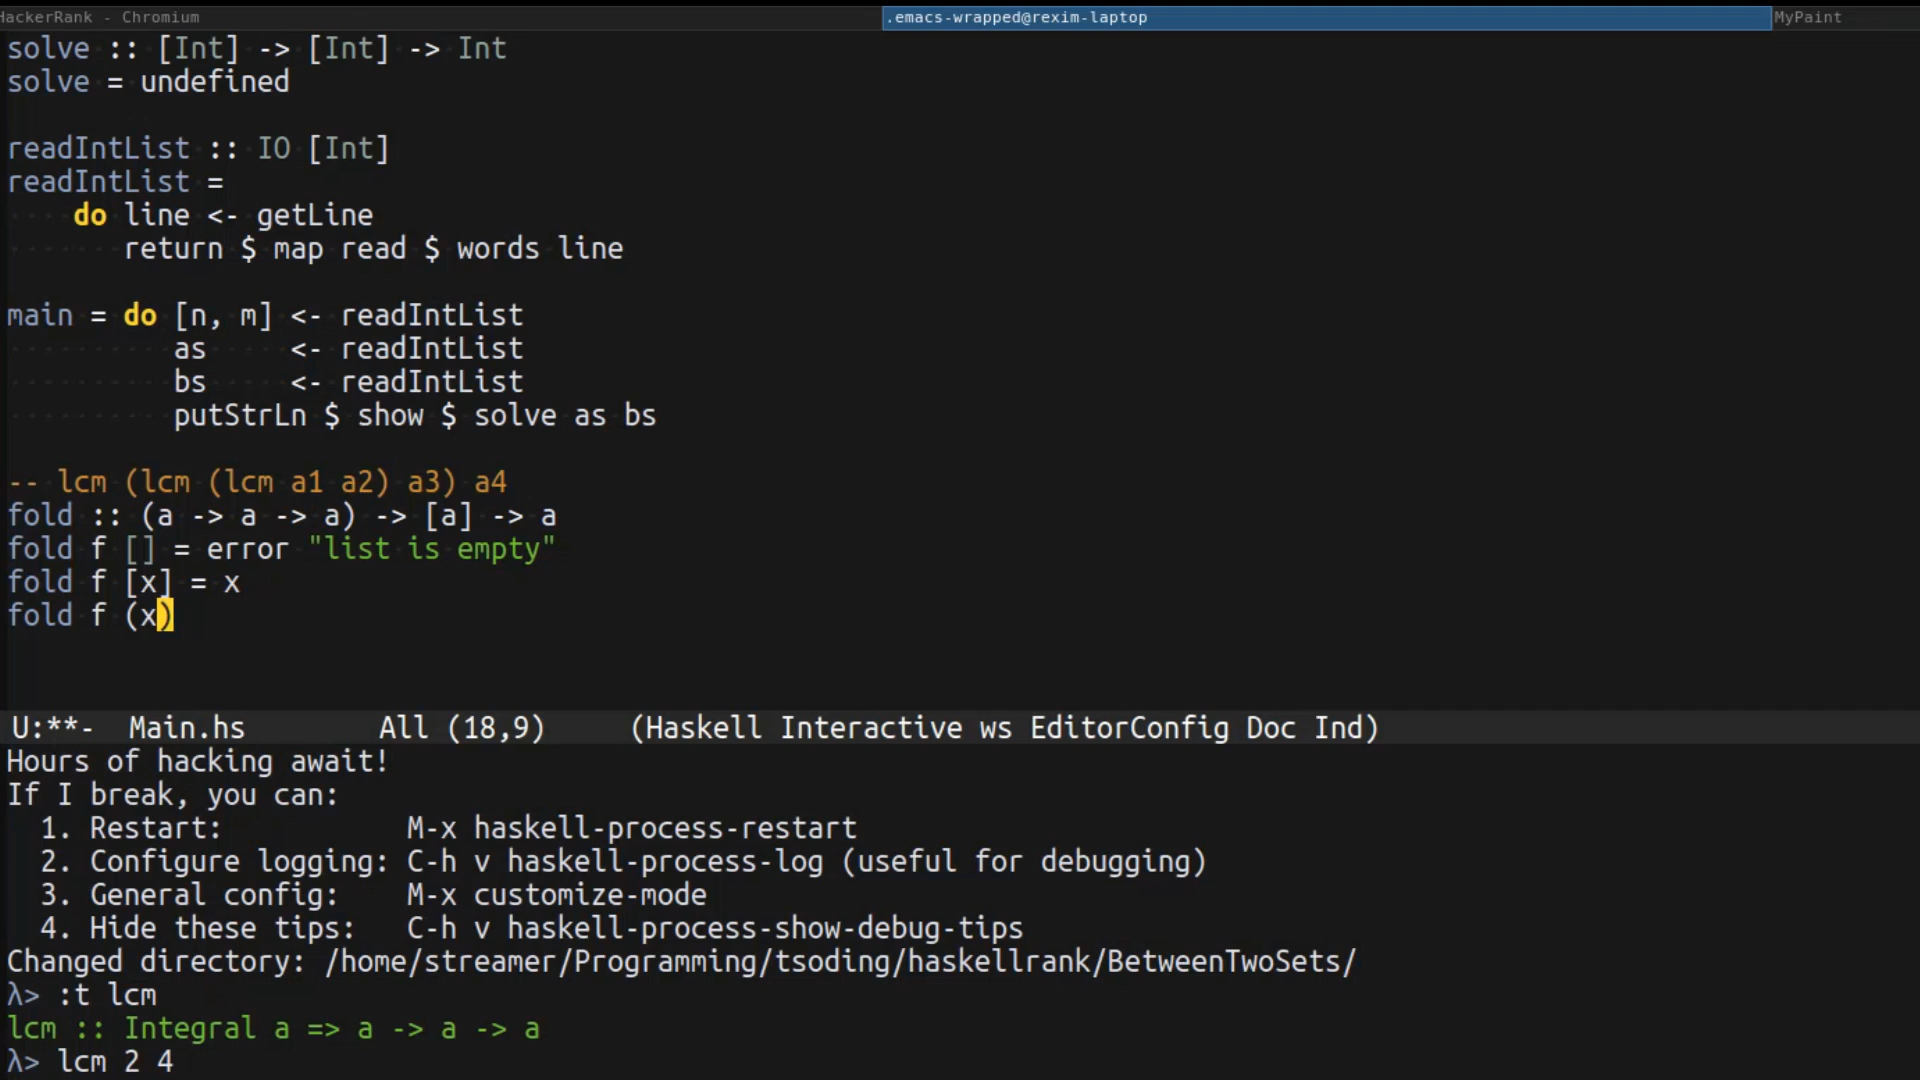 HackerRank - Chromium
.emacs-wrapped@rexim-laptop
MyPaint
solve :: [Int] -> [Int] -> Int
solve = undefined
readIntList :: IO [Int]
readIntList =
    do line <- getLine
       return $ map read $ words line
main = do [n, m] <- readIntList
          as     <- readIntList
          bs     <- readIntList
          putStrLn $ show $ solve as bs
-- lcm (lcm (lcm a1 a2) a3) a4
fold :: (a -> a -> a) -> [a] -> a
fold f [] = error "list is empty"
fold f [x] = x
fold f (x)
U:**-  Main.hs        All (18,9)     (Haskell Interactive ws EditorConfig Doc Ind)
Hours of hacking await!
If I break, you can:
  1. Restart:           M-x haskell-process-restart
  2. Configure logging: C-h v haskell-process-log (useful for debugging)
  3. General config:    M-x customize-mode
  4. Hide these tips:   C-h v haskell-process-show-debug-tips
Changed directory: /home/streamer/Programming/tsoding/haskellrank/BetweenTwoSets/
λ> :t lcm
lcm :: Integral a => a -> a -> a
λ> lcm 2 4